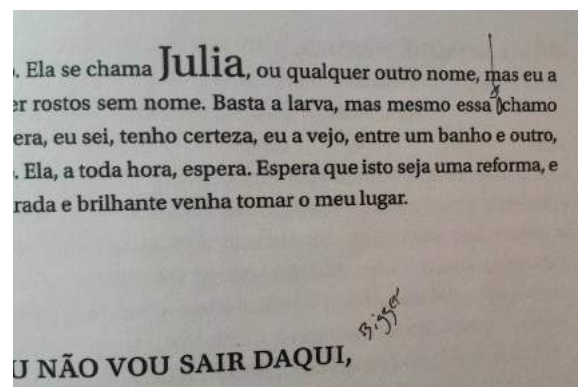 . Ela se chama Julia, ou qualquer outro nome, mas eu a
er rostos sem nome. Basta a larva, mas mesmo essa chamo
era, eu sei, tenho certeza, eu a vejo, entre um banho e outro,
. Ela, a toda hora, espera. Espera que isto seja uma reforma, e
rada e brilhante venha tomar o meu lugar.
Bigger
U NÃO VOU SAIR DAQUI,